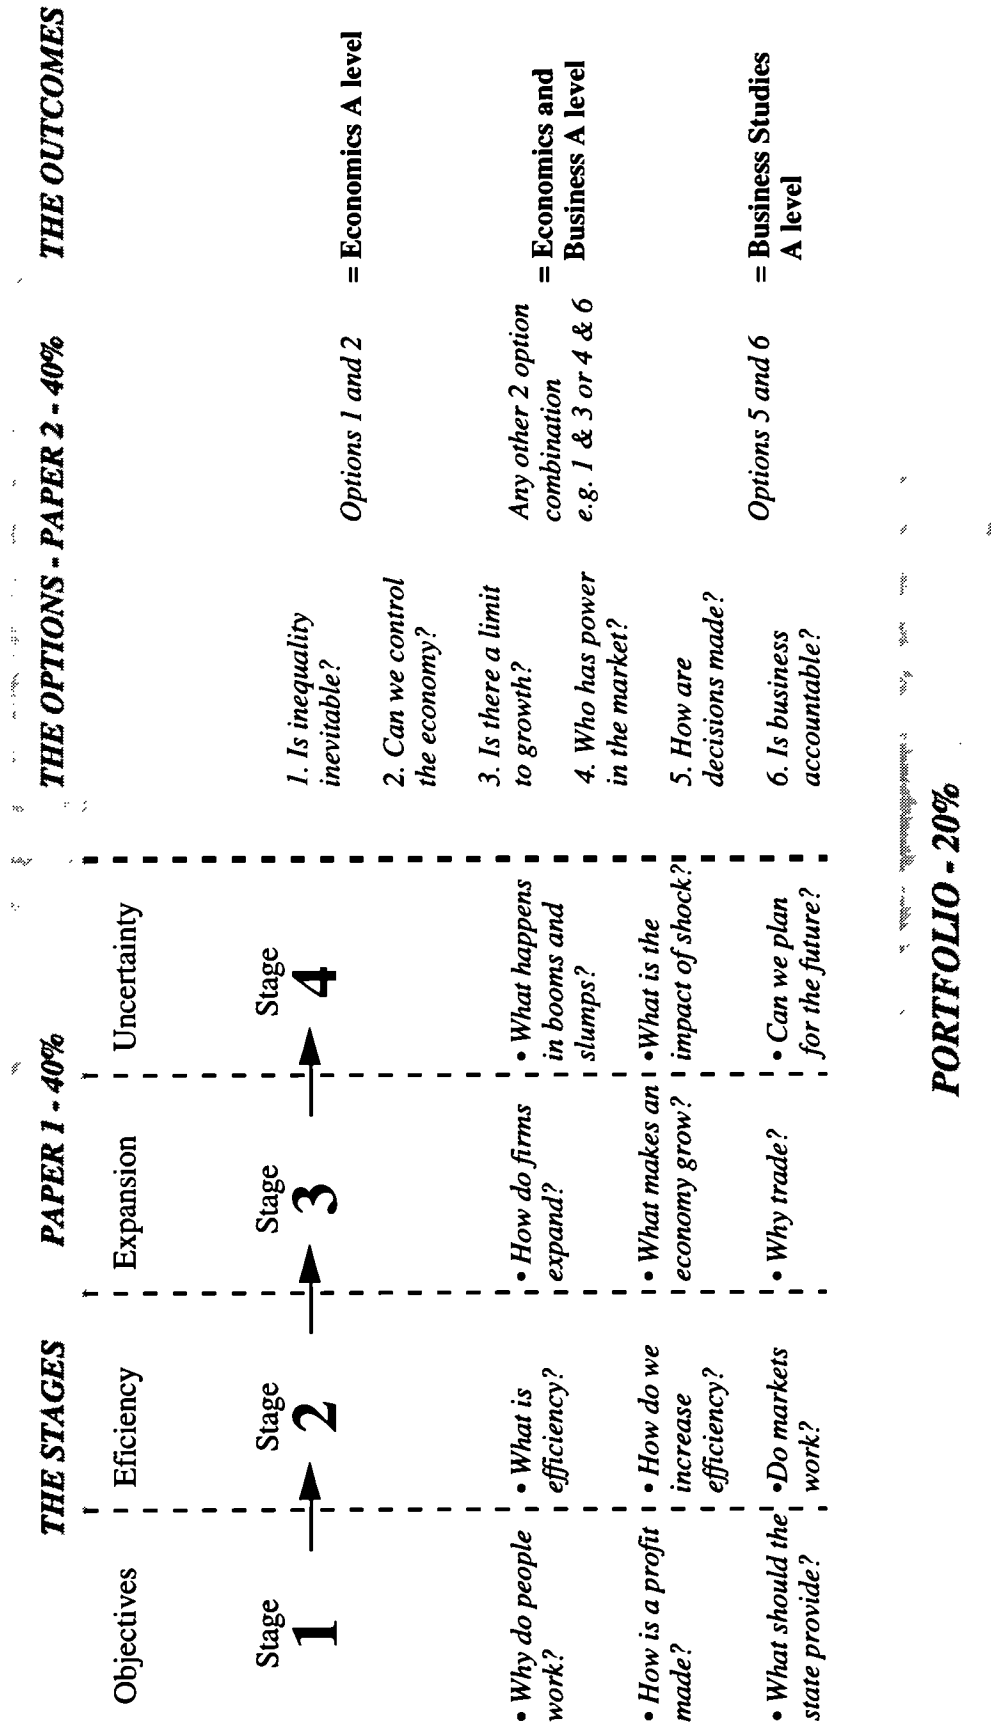 THE STAGES
PAPER 1 - 40%
THE OPTIONS - PAPER 2 - 40%
THE OUTCOMES
Objectives
Eficiency
Expansion
Uncertainty
Stage
1
Stage
2
Stage
3
Stage
4
• Why do people
work?
• How is a profit
made?
• What should the
state provide?
• What is
efficiency?
• How do we
increase
efficiency?
•Do markets
work?
• How do firms
expand?
• What makes an
economy grow?
• Why trade?
• What happens
in booms and
slumps?
•What is the
impact of shock?
• Can we plan
for the future?
1. Is inequality
inevitable?
2. Can we control
the economy?
3. Is there a limit
to growth?
4. Who has power
in the market?
5. How are
decisions made?
6. Is business
accountable?
Options 1 and 2
= Economics A level
Any other 2 option
combination
e.g. 1 & 3 or 4 & 6
= Economics and
Business A level
Options 5 and 6
= Business Studies
A level
PORTFOLIO - 20%